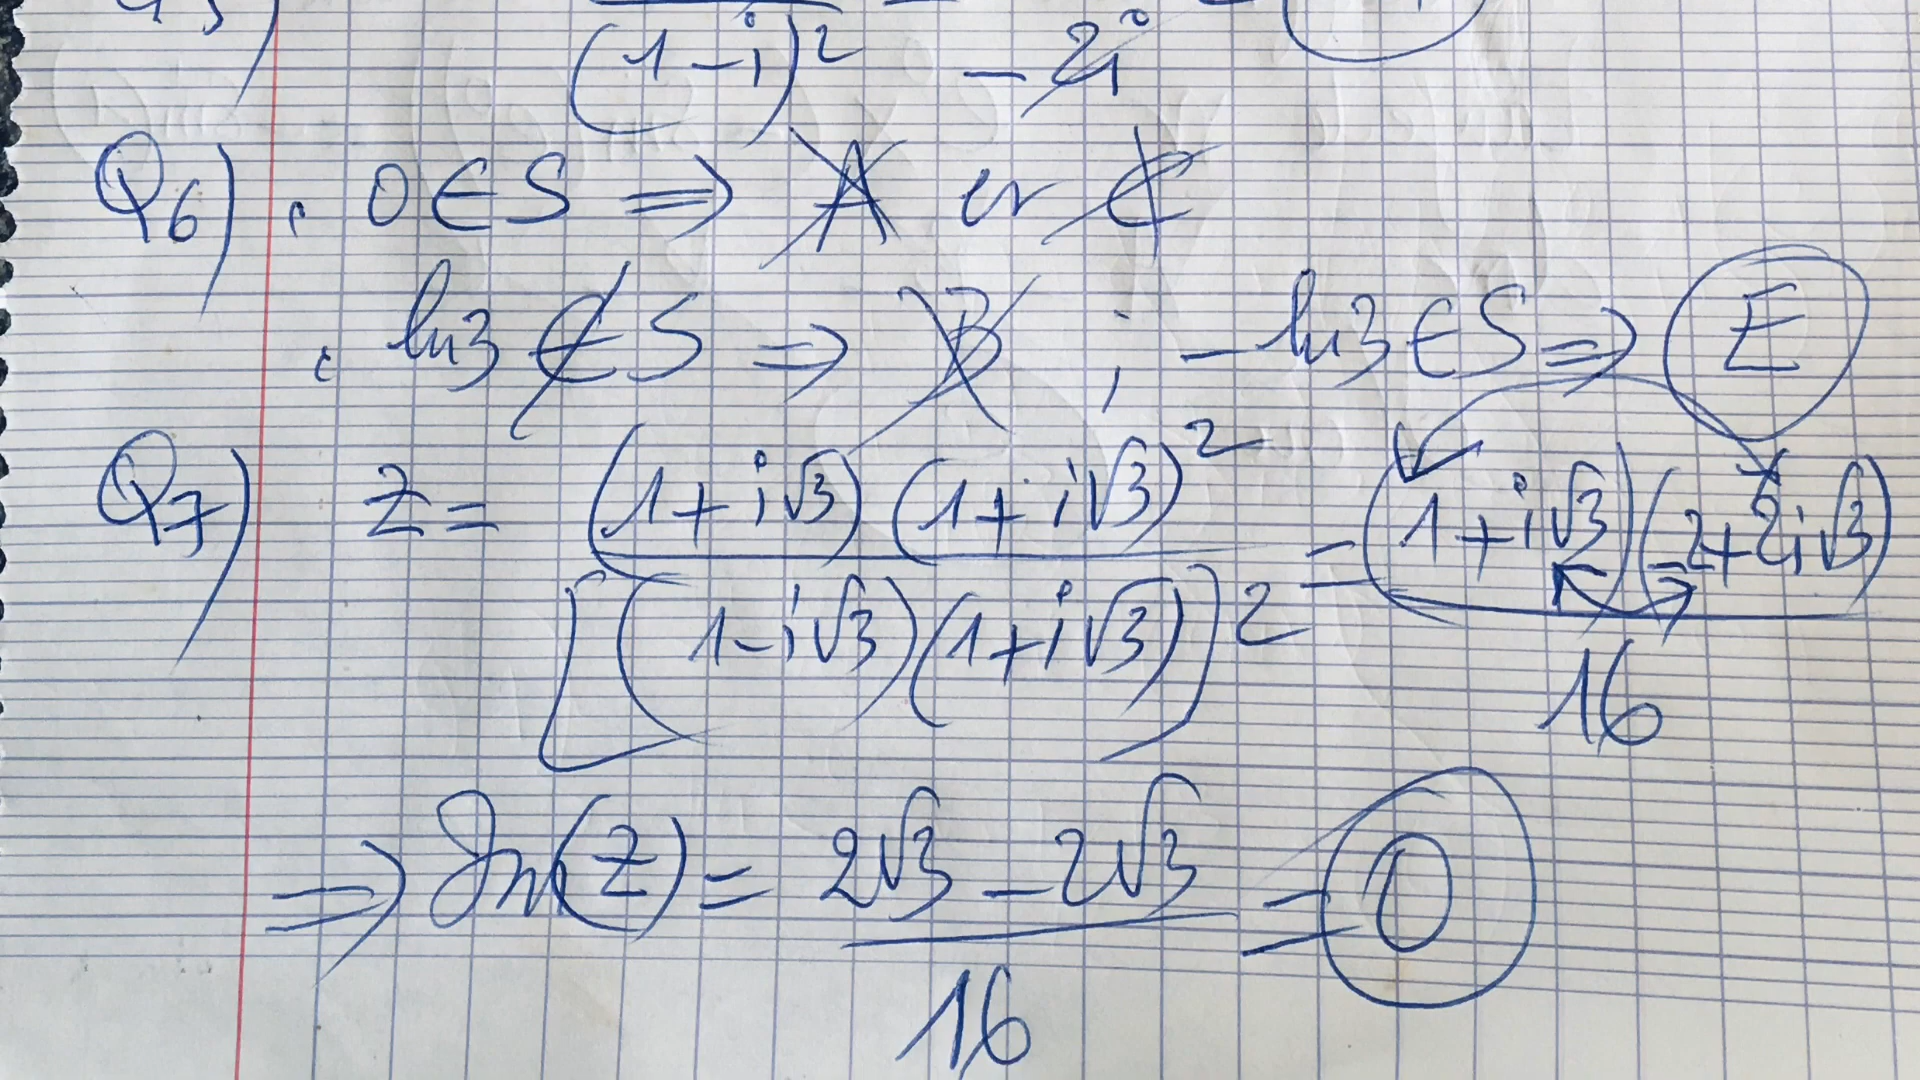 (1-i)² -2i
Q6) • 0 ∈ S ⟹ A̸ et C̸
• ln3 ∉ S ⟹ B̸ ; -ln3 ∈ S ⟹ E
Q7) z = (1+i√3)(1+i√3)² / [(1-i√3)(1+i√3)]² = (1+i√3)(-2+2i√3) / 16
⟹ Im(z) = (2√3 - 2√3) / 16 = 0